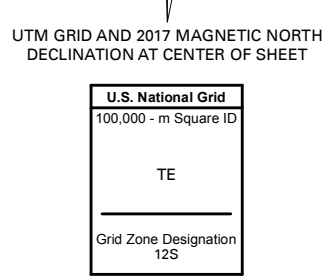 UTM GRID AND 2017 MAGNETIC NORTH
DECLINATION AT CENTER OF SHEET
U.S. National Grid
100,000 - m Square ID
TE
Grid Zone Designation
12S